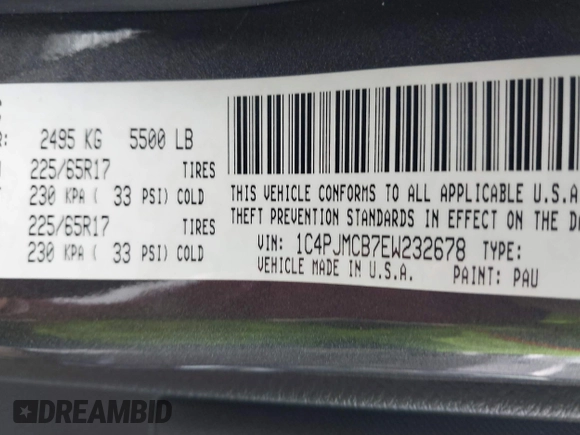 R: 2495 KG 5500 LB
225/65R17 TIRES
230 KPA ( 33 PSI) COLD
225/65R17 TIRES
230 KPA ( 33 PSI) COLD
THIS VEHICLE CONFORMS TO ALL APPLICABLE U.S.A
THEFT PREVENTION STANDARDS IN EFFECT ON THE DA
VIN: 1C4PJMCB7EW232678 TYPE:
VEHICLE MADE IN U.S.A. PAINT: PAU
DREAMBID